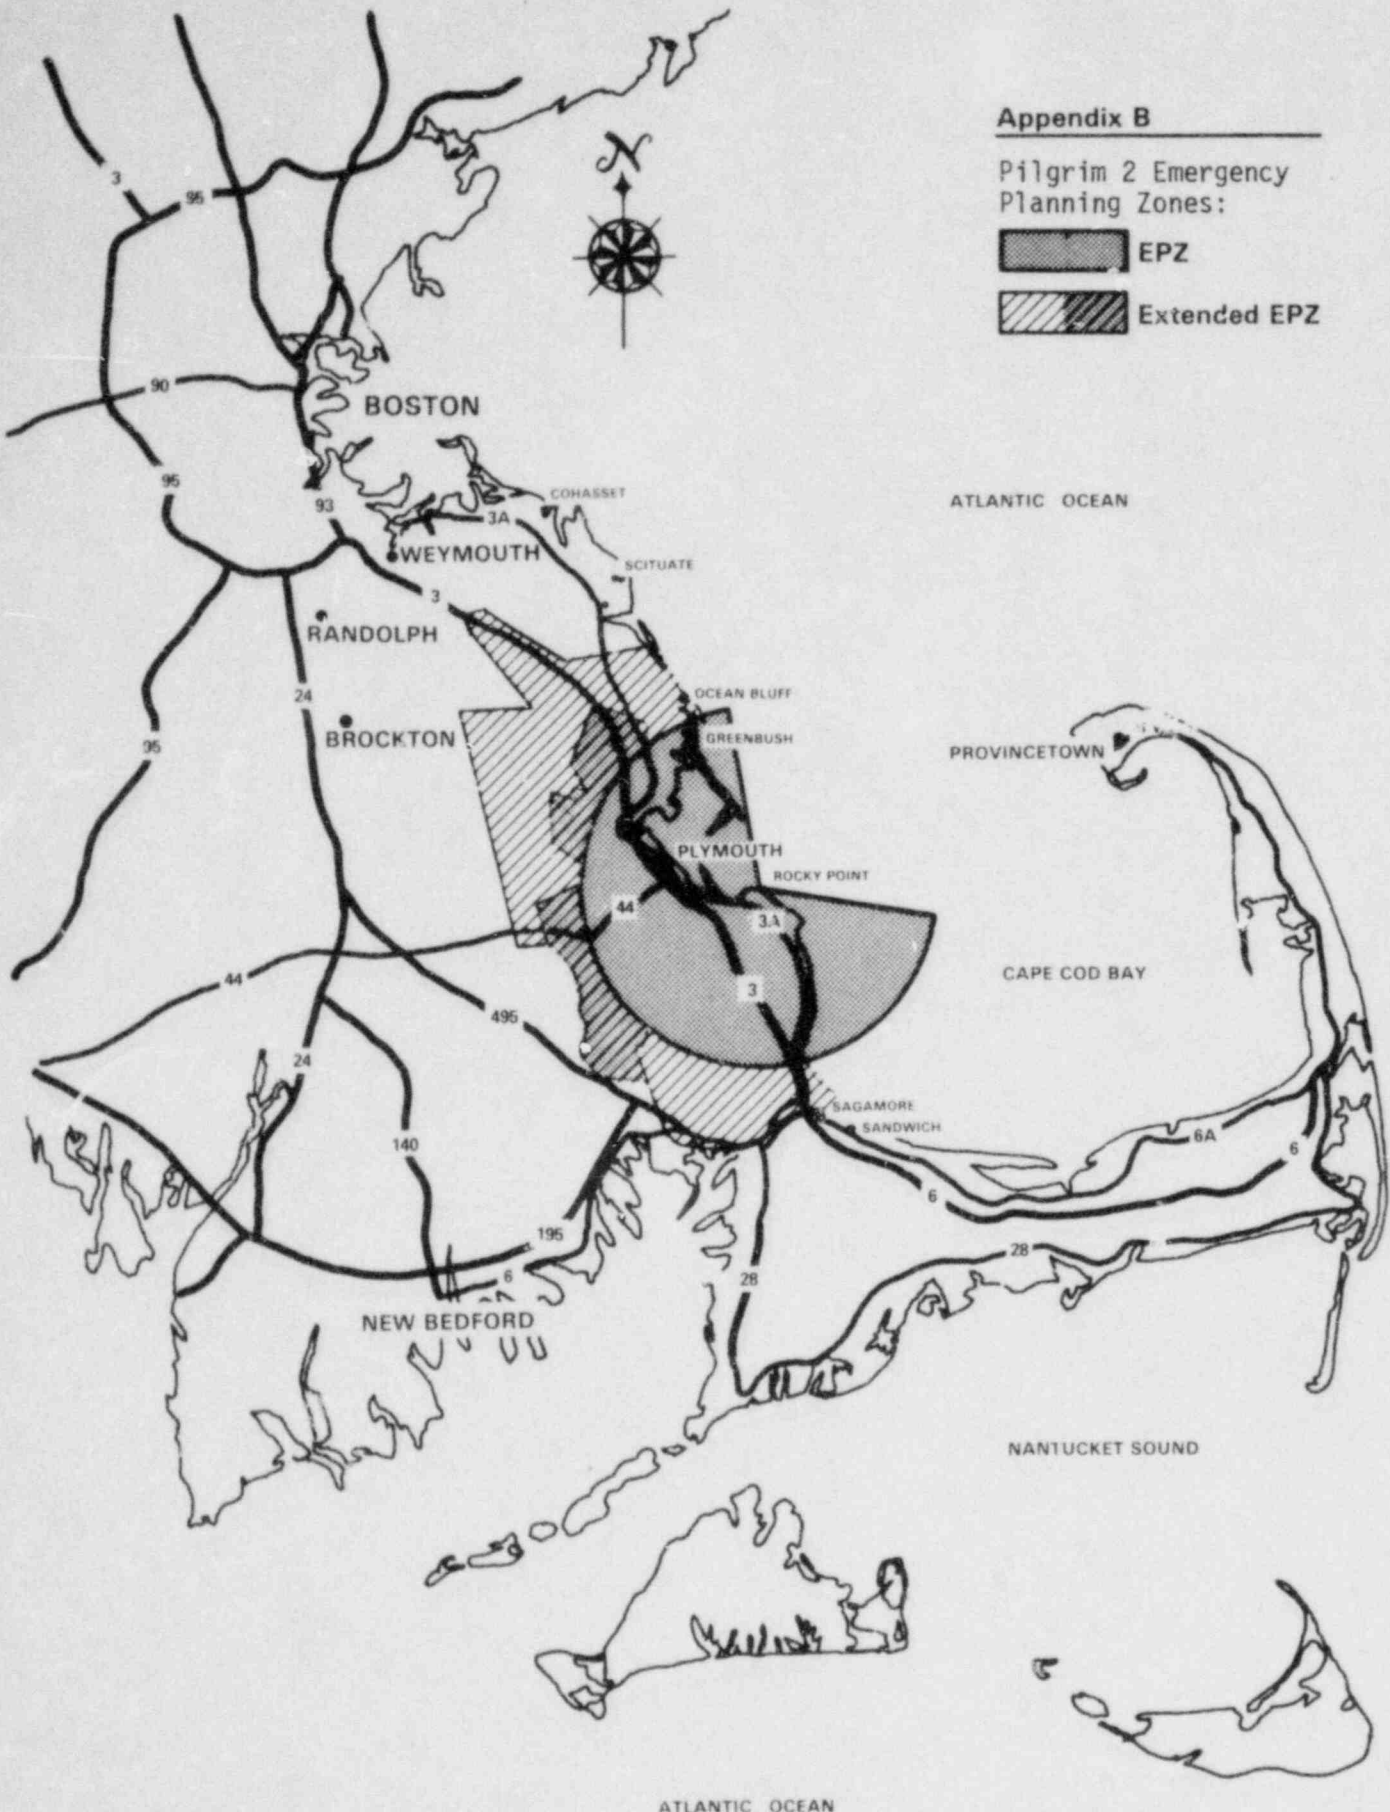 Appendix B
Pilgrim 2 Emergency
Planning Zones:
EPZ
Extended EPZ
N
3
95
90
BOSTON
95
93
COHASSET
3A
ATLANTIC OCEAN
WEYMOUTH
SCITUATE
3
RANDOLPH
24
OCEAN BLUFF
BROCKTON
GREENBUSH
95
PROVINCETOWN
PLYMOUTH
ROCKY POINT
44
3A
CAPE COD BAY
44
3
495
24
SAGAMORE
SANDWICH
140
6A
6
6
195
28
28
6
NEW BEDFORD
NANTUCKET SOUND
ATLANTIC OCEAN